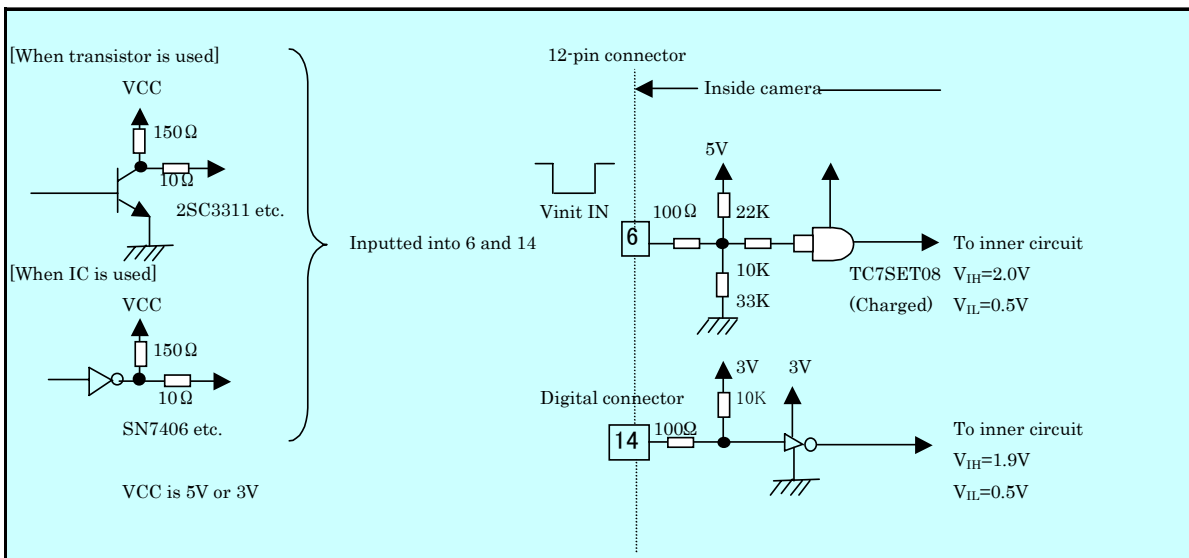 [When transistor is used]
VCC
150Ω
10Ω
2SC3311 etc.
[When IC is used]
VCC
150Ω
10Ω
SN7406 etc.
VCC is 5V or 3V
Inputted into 6 and 14
12-pin connector
Inside camera
Vinit IN
6
100Ω
5V
22K
10K
33K
TC7SET08
(Charged)
To inner circuit
VIH=2.0V
VIL=0.5V
Digital connector
14
100Ω
3V
10K
3V
To inner circuit
VIH=1.9V
VIL=0.5V